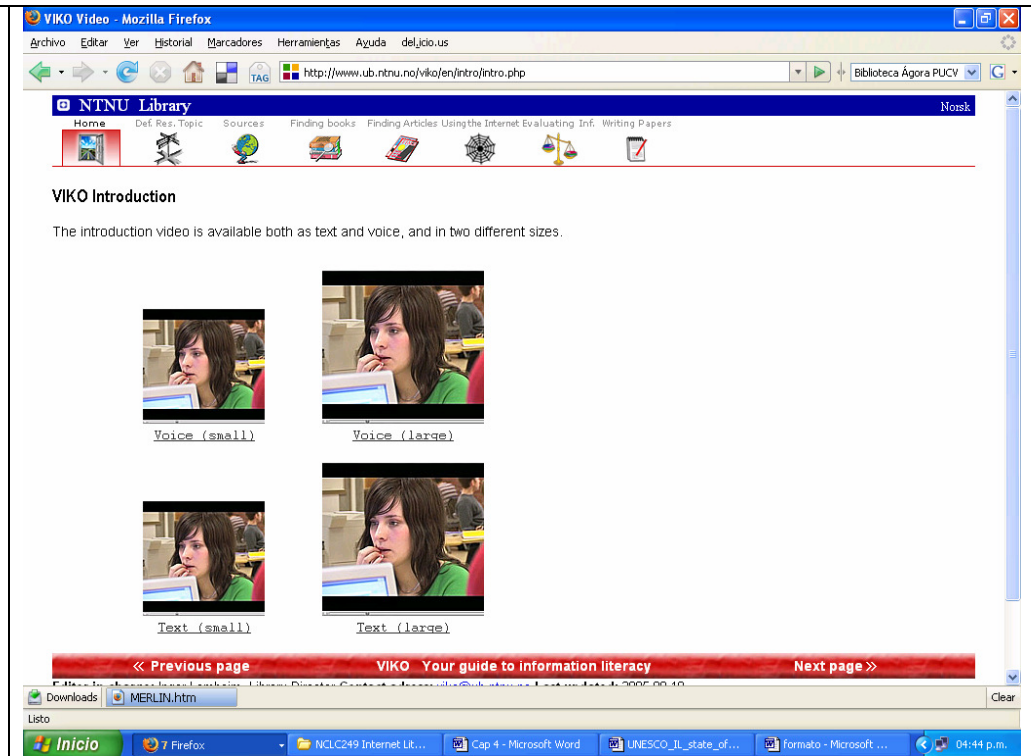 VIKO Video - Mozilla Firefox
Archivo Editar Ver Historial Marcadores Herramientas Ayuda del.icio.us
TAG http://www.ub.ntnu.no/viko/en/intro/intro.php Biblioteca Ágora PUCV G
NTNU Library Norsk
Home Def. Res. Topic Sources Finding books Finding Articles Using the Internet Evaluating Inf. Writing Papers
VIKO Introduction
The introduction video is available both as text and voice, and in two different sizes.
Voice (small) Voice (large)
Text (small) Text (large)
« Previous page VIKO Your guide to information literacy Next page »
Downloads MERLIN.htm Clear
Listo
Inicio 7 Firefox NCLC249 Internet Lit... Cap 4 - Microsoft Word UNESCO_IL_state_of... formato - Microsoft ... 04:44 p.m.